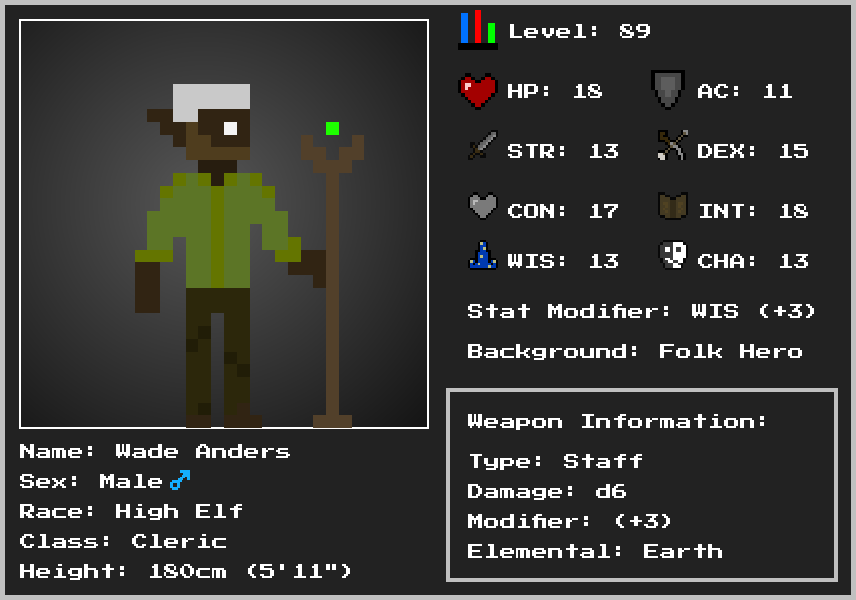 Level: 89
HP: 18
AC: 11
STR: 13
DEX: 15
CON: 17
INT: 18
WIS: 13
CHA: 13
Stat Modifier: WIS (+3)
Background: Folk Hero
Weapon Information:
Type: Staff
Damage: d6
Modifier: (+3)
Elemental: Earth
Name: Wade Anders
Sex: Male♂
Race: High Elf
Class: Cleric
Height: 180cm (5'11")